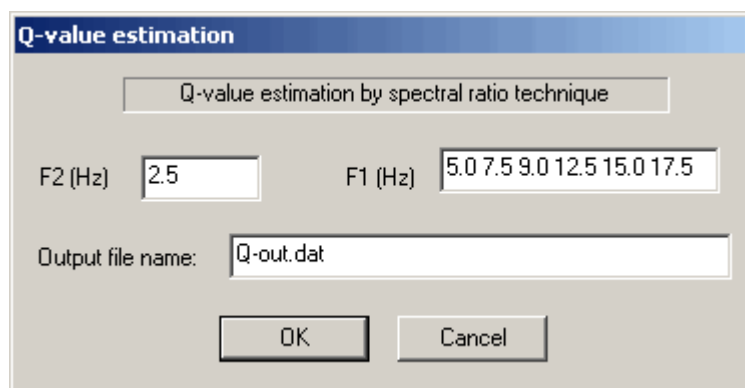 Q-value estimation
Q-value estimation by spectral ratio technique
F2 (Hz) 2.5 F1 (Hz) 5.0 7.5 9.0 12.5 15.0 17.5
Output file name: Q-out.dat
OK Cancel